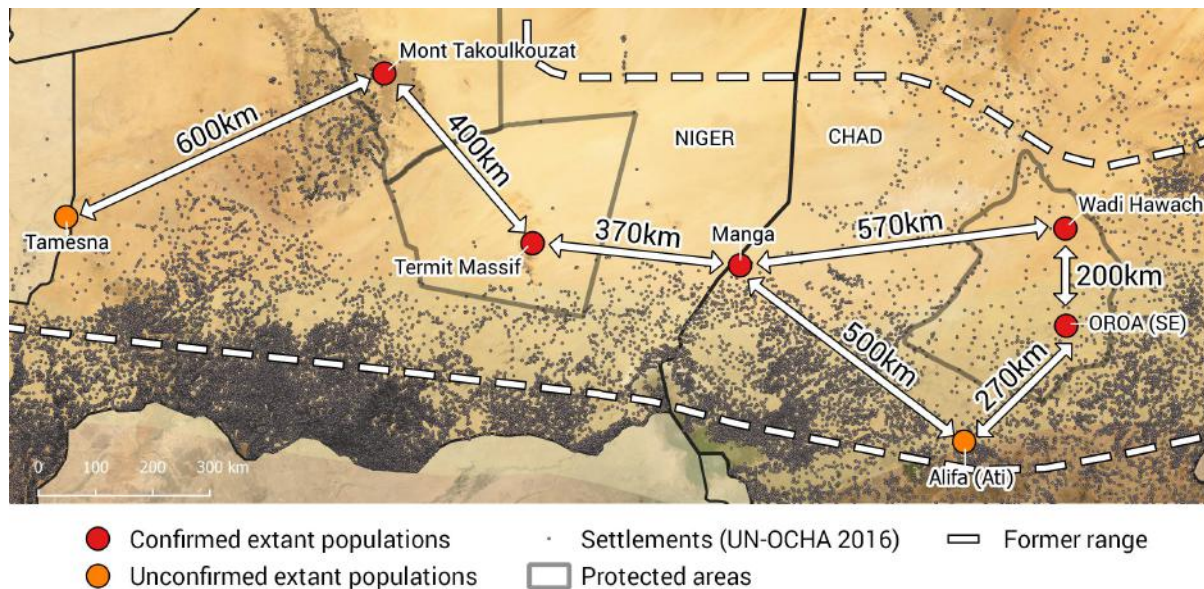 Mont Takoulkouzat
600km
400km
NIGER
CHAD
Tamesna
Termit Massif
370km
Manga
570km
Wadi Hawach
200km
OROA (SE)
500km
270km
Alifa (Ati)
0 100 200 300 km
Confirmed extant populations
Settlements (UN-OCHA 2016)
Former range
Unconfirmed extant populations
Protected areas